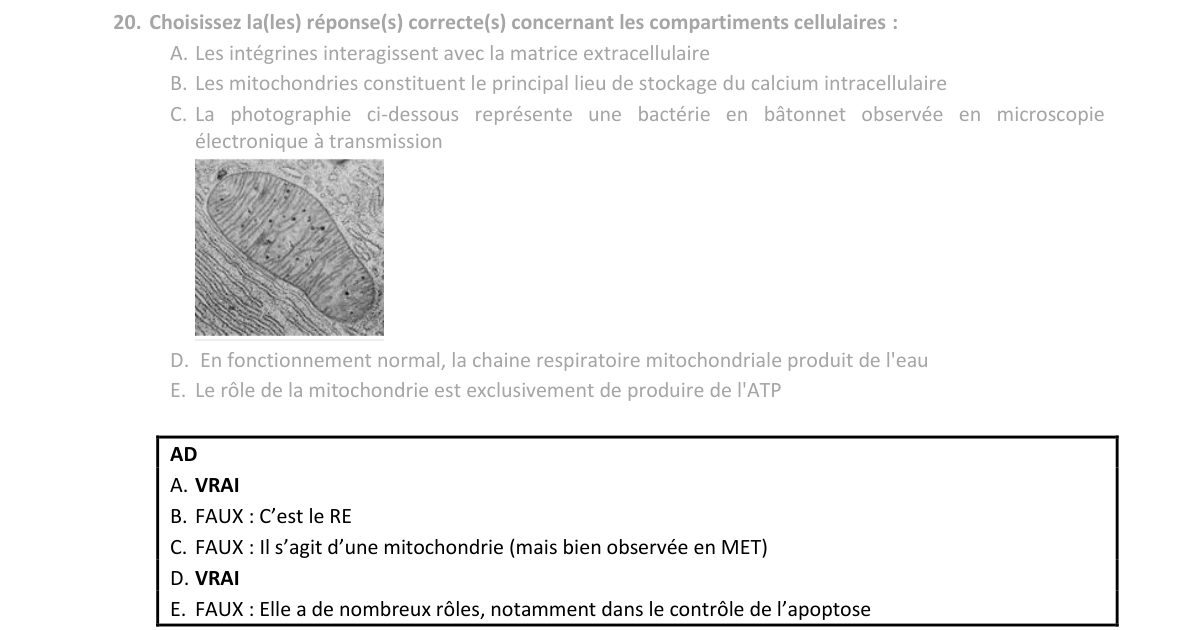 20. Choisissez la(les) réponse(s) correcte(s) concernant les compartiments cellulaires :
A. Les intégrines interagissent avec la matrice extracellulaire
B. Les mitochondries constituent le principal lieu de stockage du calcium intracellulaire
C. La photographie ci-dessous représente une bactérie en bâtonnet observée en microscopie
électronique à transmission
D. En fonctionnement normal, la chaine respiratoire mitochondriale produit de l'eau
E. Le rôle de la mitochondrie est exclusivement de produire de l'ATP
AD
A. VRAI
B. FAUX : C’est le RE
C. FAUX : Il s’agit d’une mitochondrie (mais bien observée en MET)
D. VRAI
E. FAUX : Elle a de nombreux rôles, notamment dans le contrôle de l’apoptose